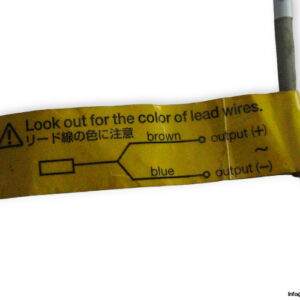 Look out for the color of lead wires.
リード線の色に注意
brown
output (+)
~
blue
output (—)